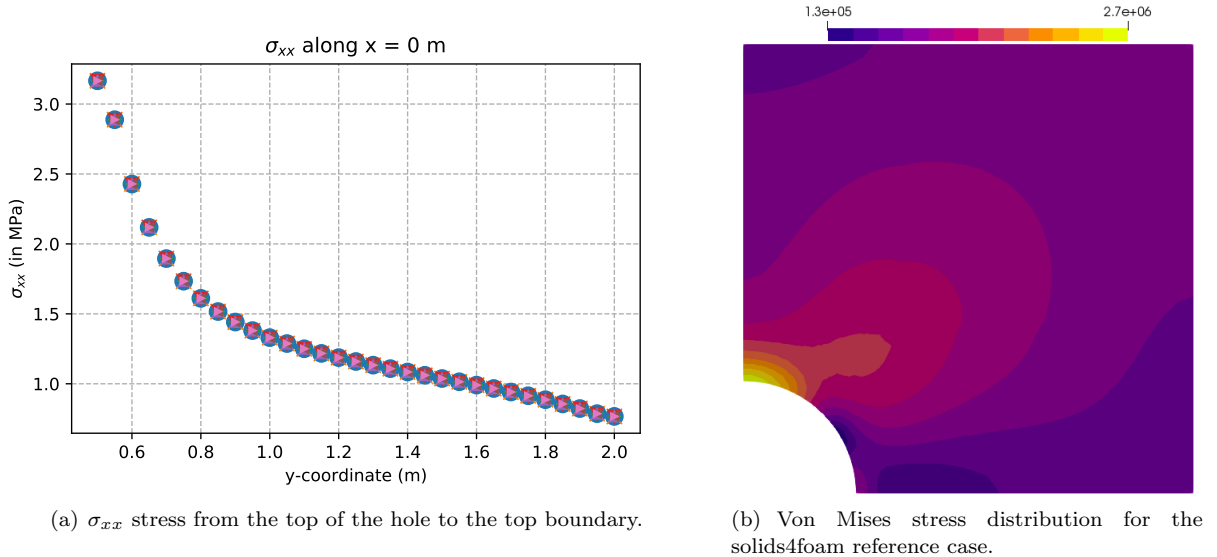 σxx along x = 0 m
3.0
2.5
2.0
1.5
1.0
σxx (in MPa)
0.6 0.8 1.0 1.2 1.4 1.6 1.8 2.0
y-coordinate (m)
(a) σxx stress from the top of the hole to the top boundary.
1.3e+05 2.7e+06
(b) Von Mises stress distribution for the
solids4foam reference case.